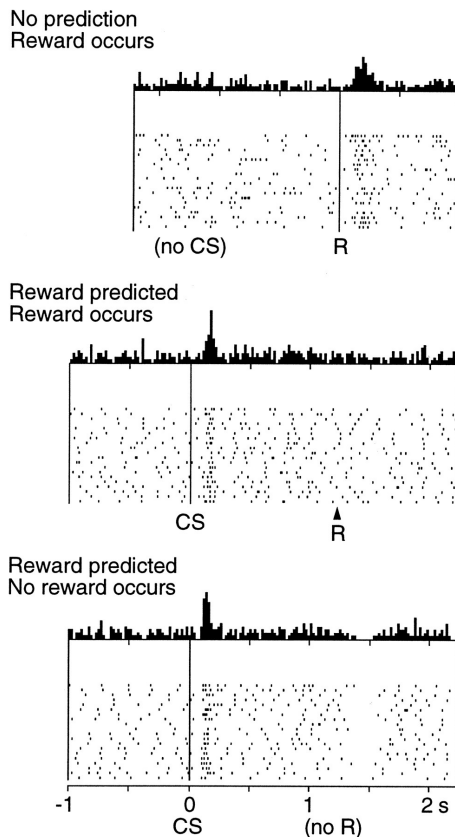 No prediction
Reward occurs
(no CS) R
Reward predicted
Reward occurs
CS
R
Reward predicted
No reward occurs
-1 0 1 2 s
CS (no R)